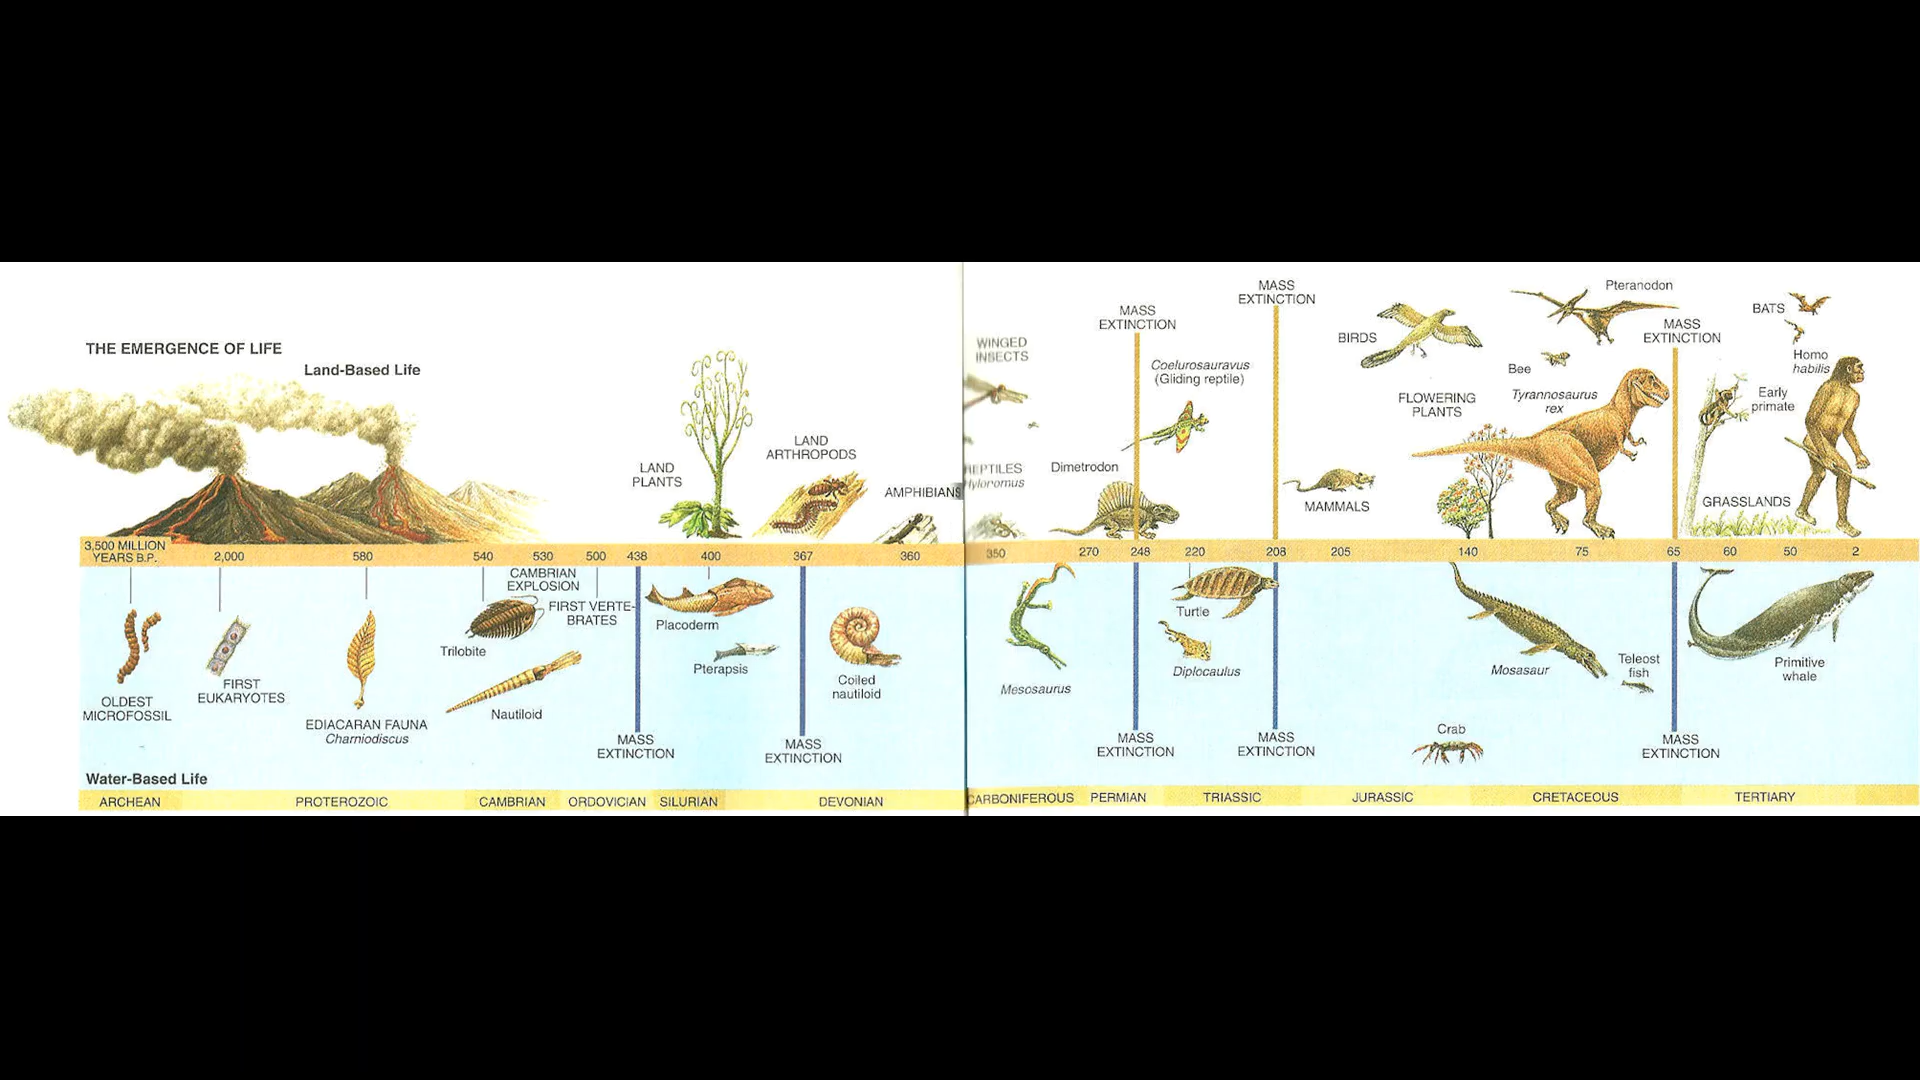 THE EMERGENCE OF LIFE
Land-Based Life
LAND
PLANTS
LAND
ARTHROPODS
AMPHIBIANS
WINGED
INSECTS
REPTILES
Hylonomus
Dimetrodon
MASS
EXTINCTION
Coelurosauravus
(Gliding reptile)
MASS
EXTINCTION
MAMMALS
BIRDS
FLOWERING
PLANTS
Pteranodon
Bee
Tyrannosaurus
rex
MASS
EXTINCTION
BATS
Homo
habilis
Early
primate
GRASSLANDS
3,500 MILLION
YEARS B.P.
2,000
580
540
530
500
438
400
367
360
350
270
248
220
208
205
140
75
65
60
50
2
OLDEST
MICROFOSSIL
FIRST
EUKARYOTES
EDIACARAN FAUNA
Charniodiscus
Trilobite
CAMBRIAN
EXPLOSION
Nautiloid
FIRST VERTE-
BRATES
MASS
EXTINCTION
Placoderm
Pterapsis
MASS
EXTINCTION
Coiled
nautiloid
Mesosaurus
MASS
EXTINCTION
Turtle
Diplocaulus
MASS
EXTINCTION
Mosasaur
Crab
Teleost
fish
MASS
EXTINCTION
Primitive
whale
Water-Based Life
ARCHEAN
PROTEROZOIC
CAMBRIAN
ORDOVICIAN
SILURIAN
DEVONIAN
CARBONIFEROUS
PERMIAN
TRIASSIC
JURASSIC
CRETACEOUS
TERTIARY